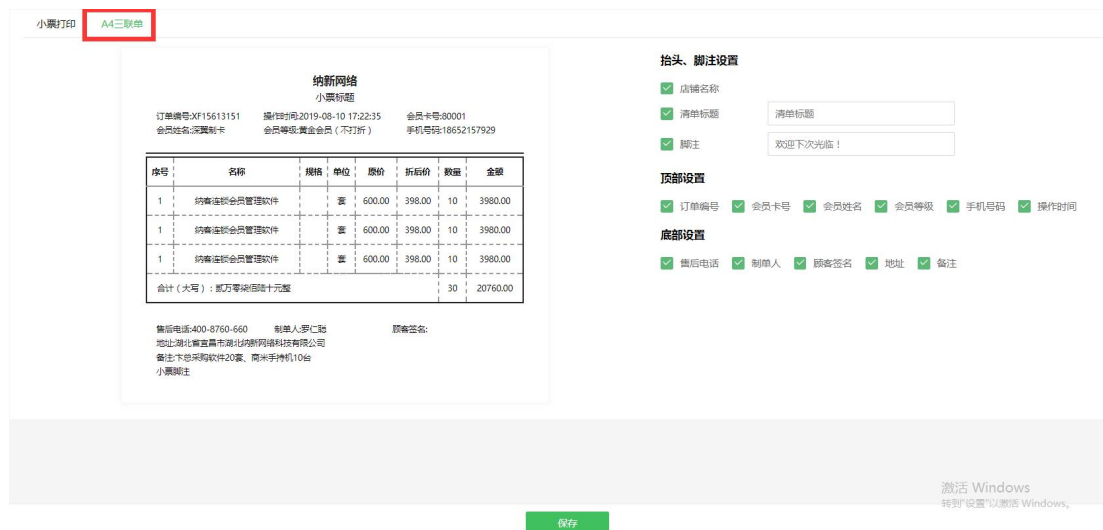 小票打印 A4三联单
纳新网络
小票标题
订单编号:XF15613151 操作时间:2019-08-10 17:22:35 会员卡号:80001
会员姓名:深翼制卡 会员等级:黄金会员(不打折) 手机号码:18652157929
序号 名称 规格 单位 原价 折后价 数量 金额
1 纳客连锁会员管理软件 套 600.00 398.00 10 3980.00
1 纳客连锁会员管理软件 套 600.00 398.00 10 3980.00
1 纳客连锁会员管理软件 套 600.00 398.00 10 3980.00
合计(大写):贰万零柒佰陆十元整 30 20760.00
售后电话:400-8760-660 制单人:罗仁聪 顾客签名:
地址:湖北省宜昌市湖北纳新网络科技有限公司
备注:卞总采购软件20套、商米手持机10台
小票脚注
抬头、脚注设置
店铺名称
清单标题 清单标题
脚注 欢迎下次光临!
顶部设置
订单编号 会员卡号 会员姓名 会员等级 手机号码 操作时间
底部设置
售后电话 制单人 顾客签名 地址 备注
激活 Windows
转到"设置"以激活 Windows。
保存